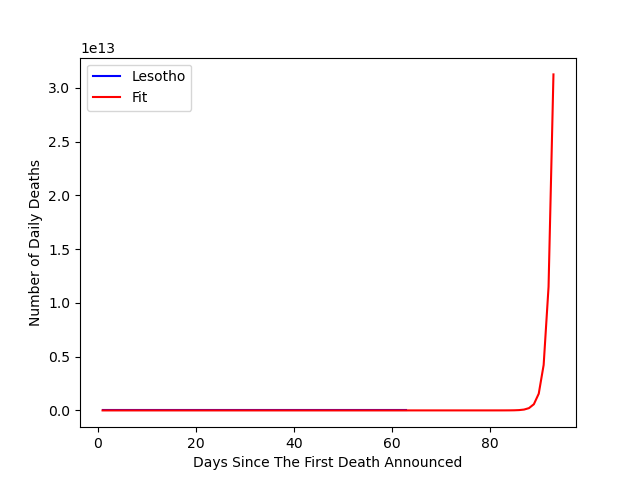 1e13
Lesotho
Fit
3.0
2.5
2.0
1.5
1.0
0.5
0.0
Number of Daily Deaths
0 20 40 60 80
Days Since The First Death Announced